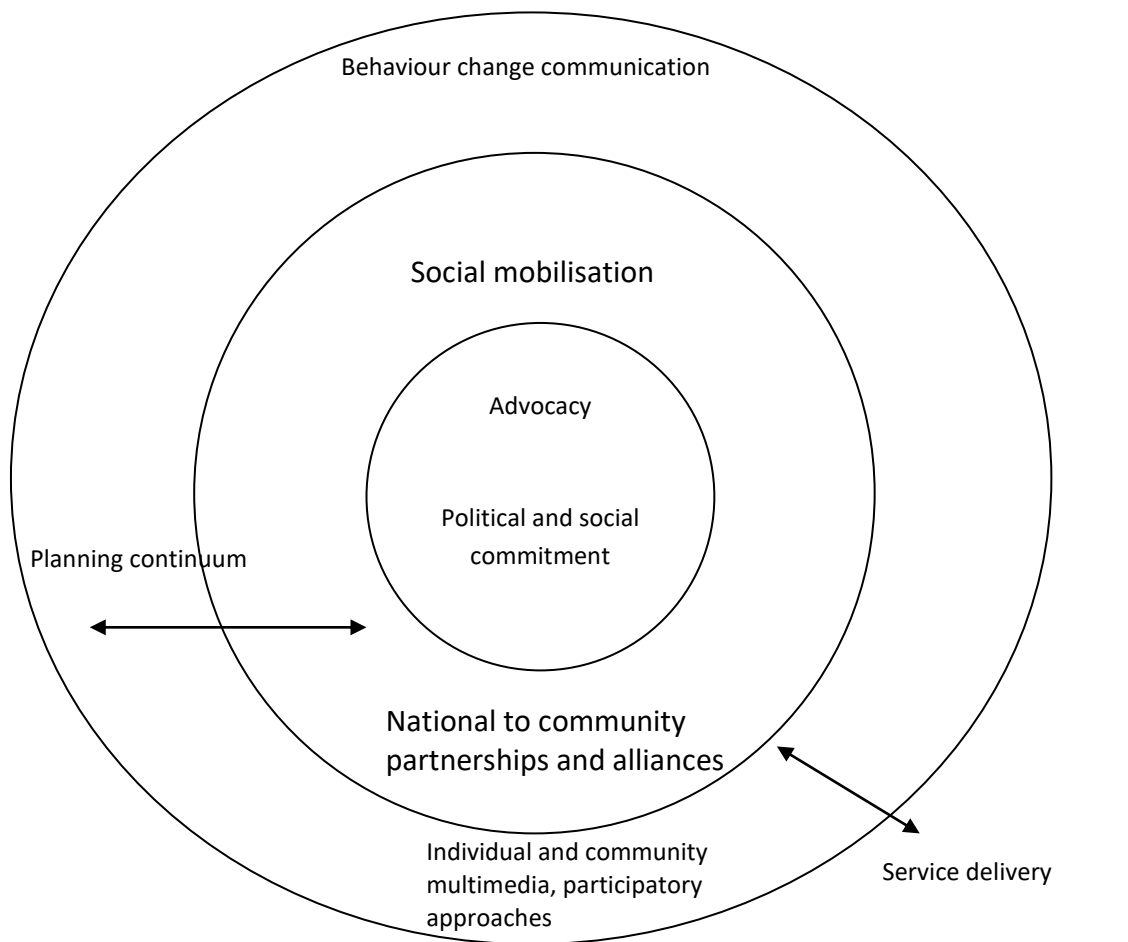 Behaviour change communication
Social mobilisation
Advocacy
Political and social
commitment
Planning continuum
National to community
partnerships and alliances
Individual and community
multimedia, participatory
approaches
Service delivery